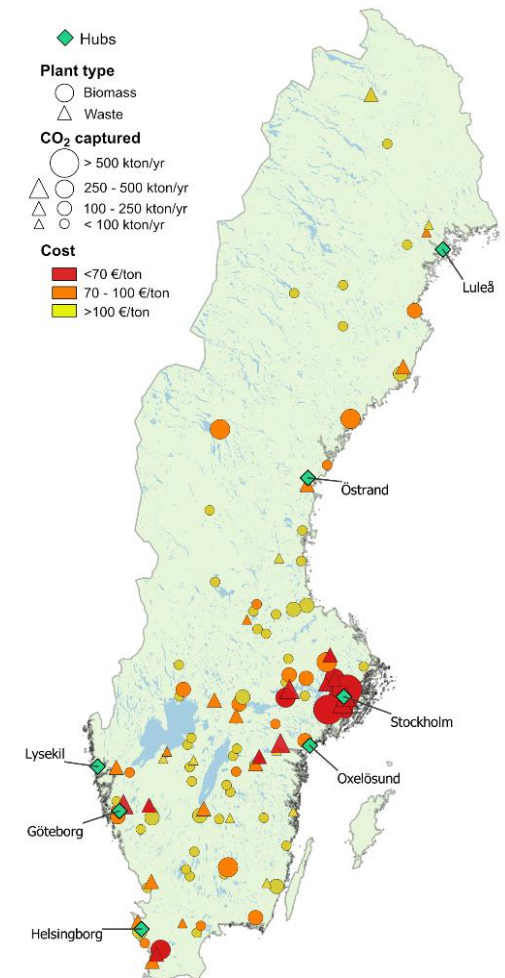 Hubs
Plant type
Biomass
Waste
CO₂ captured
> 500 kton/yr
250 - 500 kton/yr
100 - 250 kton/yr
< 100 kton/yr
Cost
<70 €/ton
70 - 100 €/ton
>100 €/ton
Luleå
Östrand
Stockholm
Lysekil
Oxelösund
Göteborg
Helsingborg